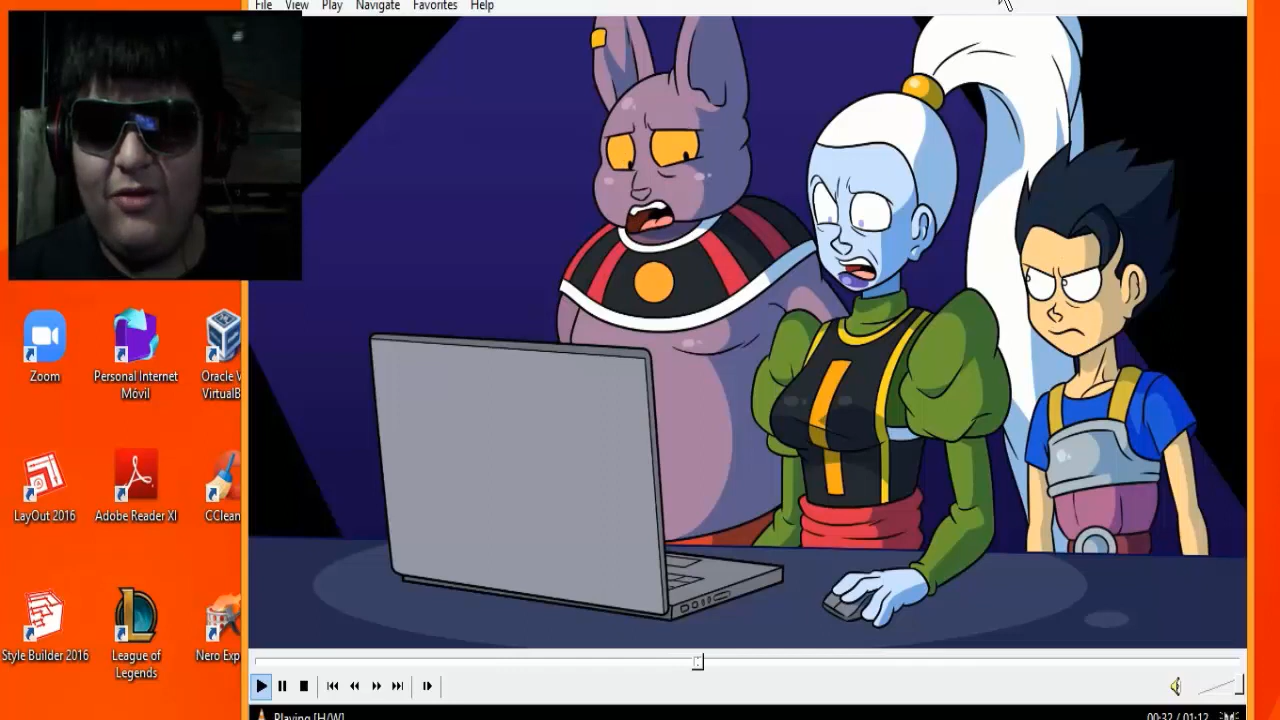 File View Play Navigate Favorites Help
Zoom
Personal Internet
Móvil
Oracle V
VirtualB
LayOut 2016
Adobe Reader XI
CClean
Style Builder 2016
League of
Legends
Nero Exp
Playing [H/W]
00:32 / 01:12